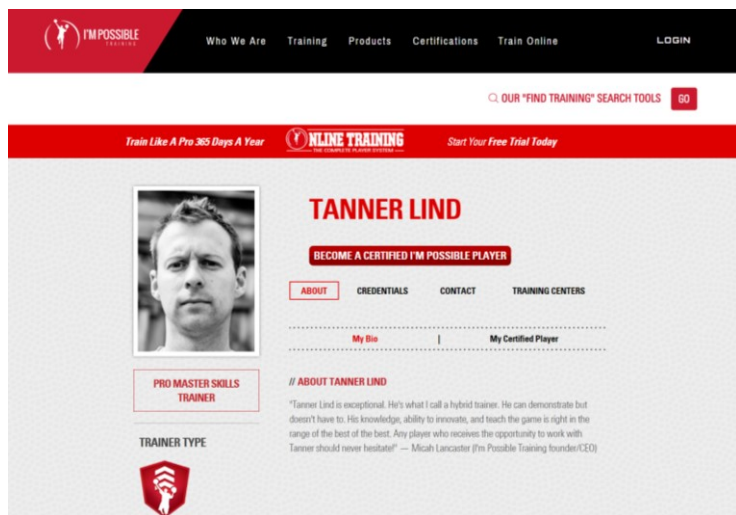 I'M POSSIBLE
TRAINING
Who We Are Training Products Certifications Train Online LOGIN
OUR "FIND TRAINING" SEARCH TOOLS GO
Train Like A Pro 365 Days A Year
NLINE TRAINING
THE COMPLETE PLAYER SYSTEM
Start Your Free Trial Today
TANNER LIND
BECOME A CERTIFIED I'M POSSIBLE PLAYER
ABOUT CREDENTIALS CONTACT TRAINING CENTERS
My Bio | My Certified Player
PRO MASTER SKILLS
TRAINER
TRAINER TYPE
// ABOUT TANNER LIND
"Tanner Lind is exceptional. He's what I call a hybrid trainer. He can demonstrate but
doesn't have to. His knowledge, ability to innovate, and teach the game is right in the
range of the best of the best. Any player who receives the opportunity to work with
Tanner should never hesitate!" — Micah Lancaster (I'm Possible Training founder/CEO)